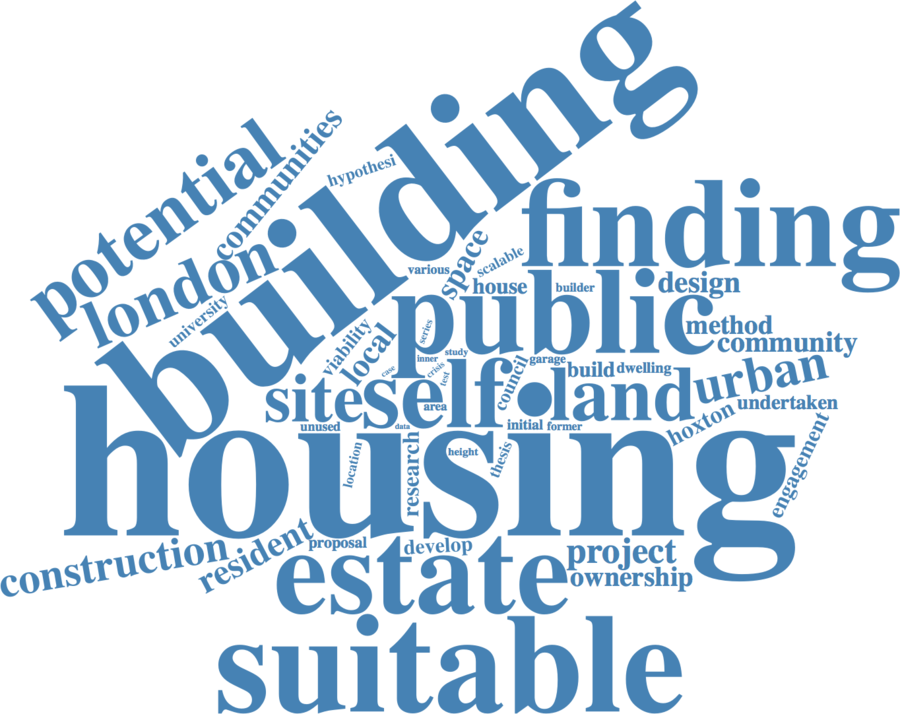 building
potential
communities
hypothesi
london
university
finding
space
scalable
various
house
builder
design
public
method
community
viability
local
series
study
inner
case
crisis
test
council
garage
build
dwelling
urban
site
self
area
land
undertaken
hoxton
unused
data
initial
former
housing
location
research
height
thesis
engagement
construction
resident
proposal
develop
project
ownership
estate
suitable